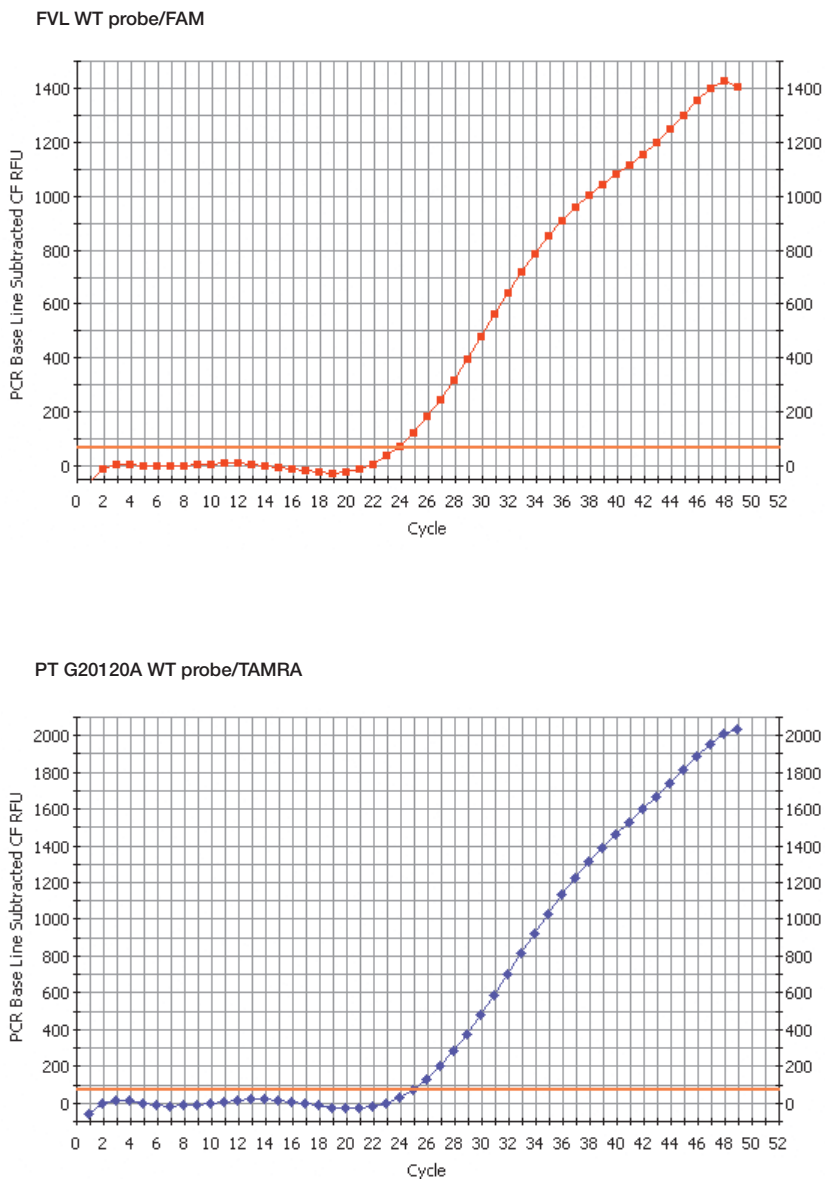 FVL WT probe/FAM
1400 1400
1200 1200
1000 1000
800 800
600 600
400 400
200 200
0 0
PCR Base Line Subtracted CF RFU
0 2 4 6 8 10 12 14 16 18 20 22 24 26 28 30 32 34 36 38 40 42 44 46 48 50 52
Cycle
PT G20120A WT probe/TAMRA
2000 2000
1800 1800
1600 1600
1400 1400
1200 1200
1000 1000
800 800
600 600
400 400
200 200
0 0
PCR Base Line Subtracted CF RFU
0 2 4 6 8 10 12 14 16 18 20 22 24 26 28 30 32 34 36 38 40 42 44 46 48 50 52
Cycle